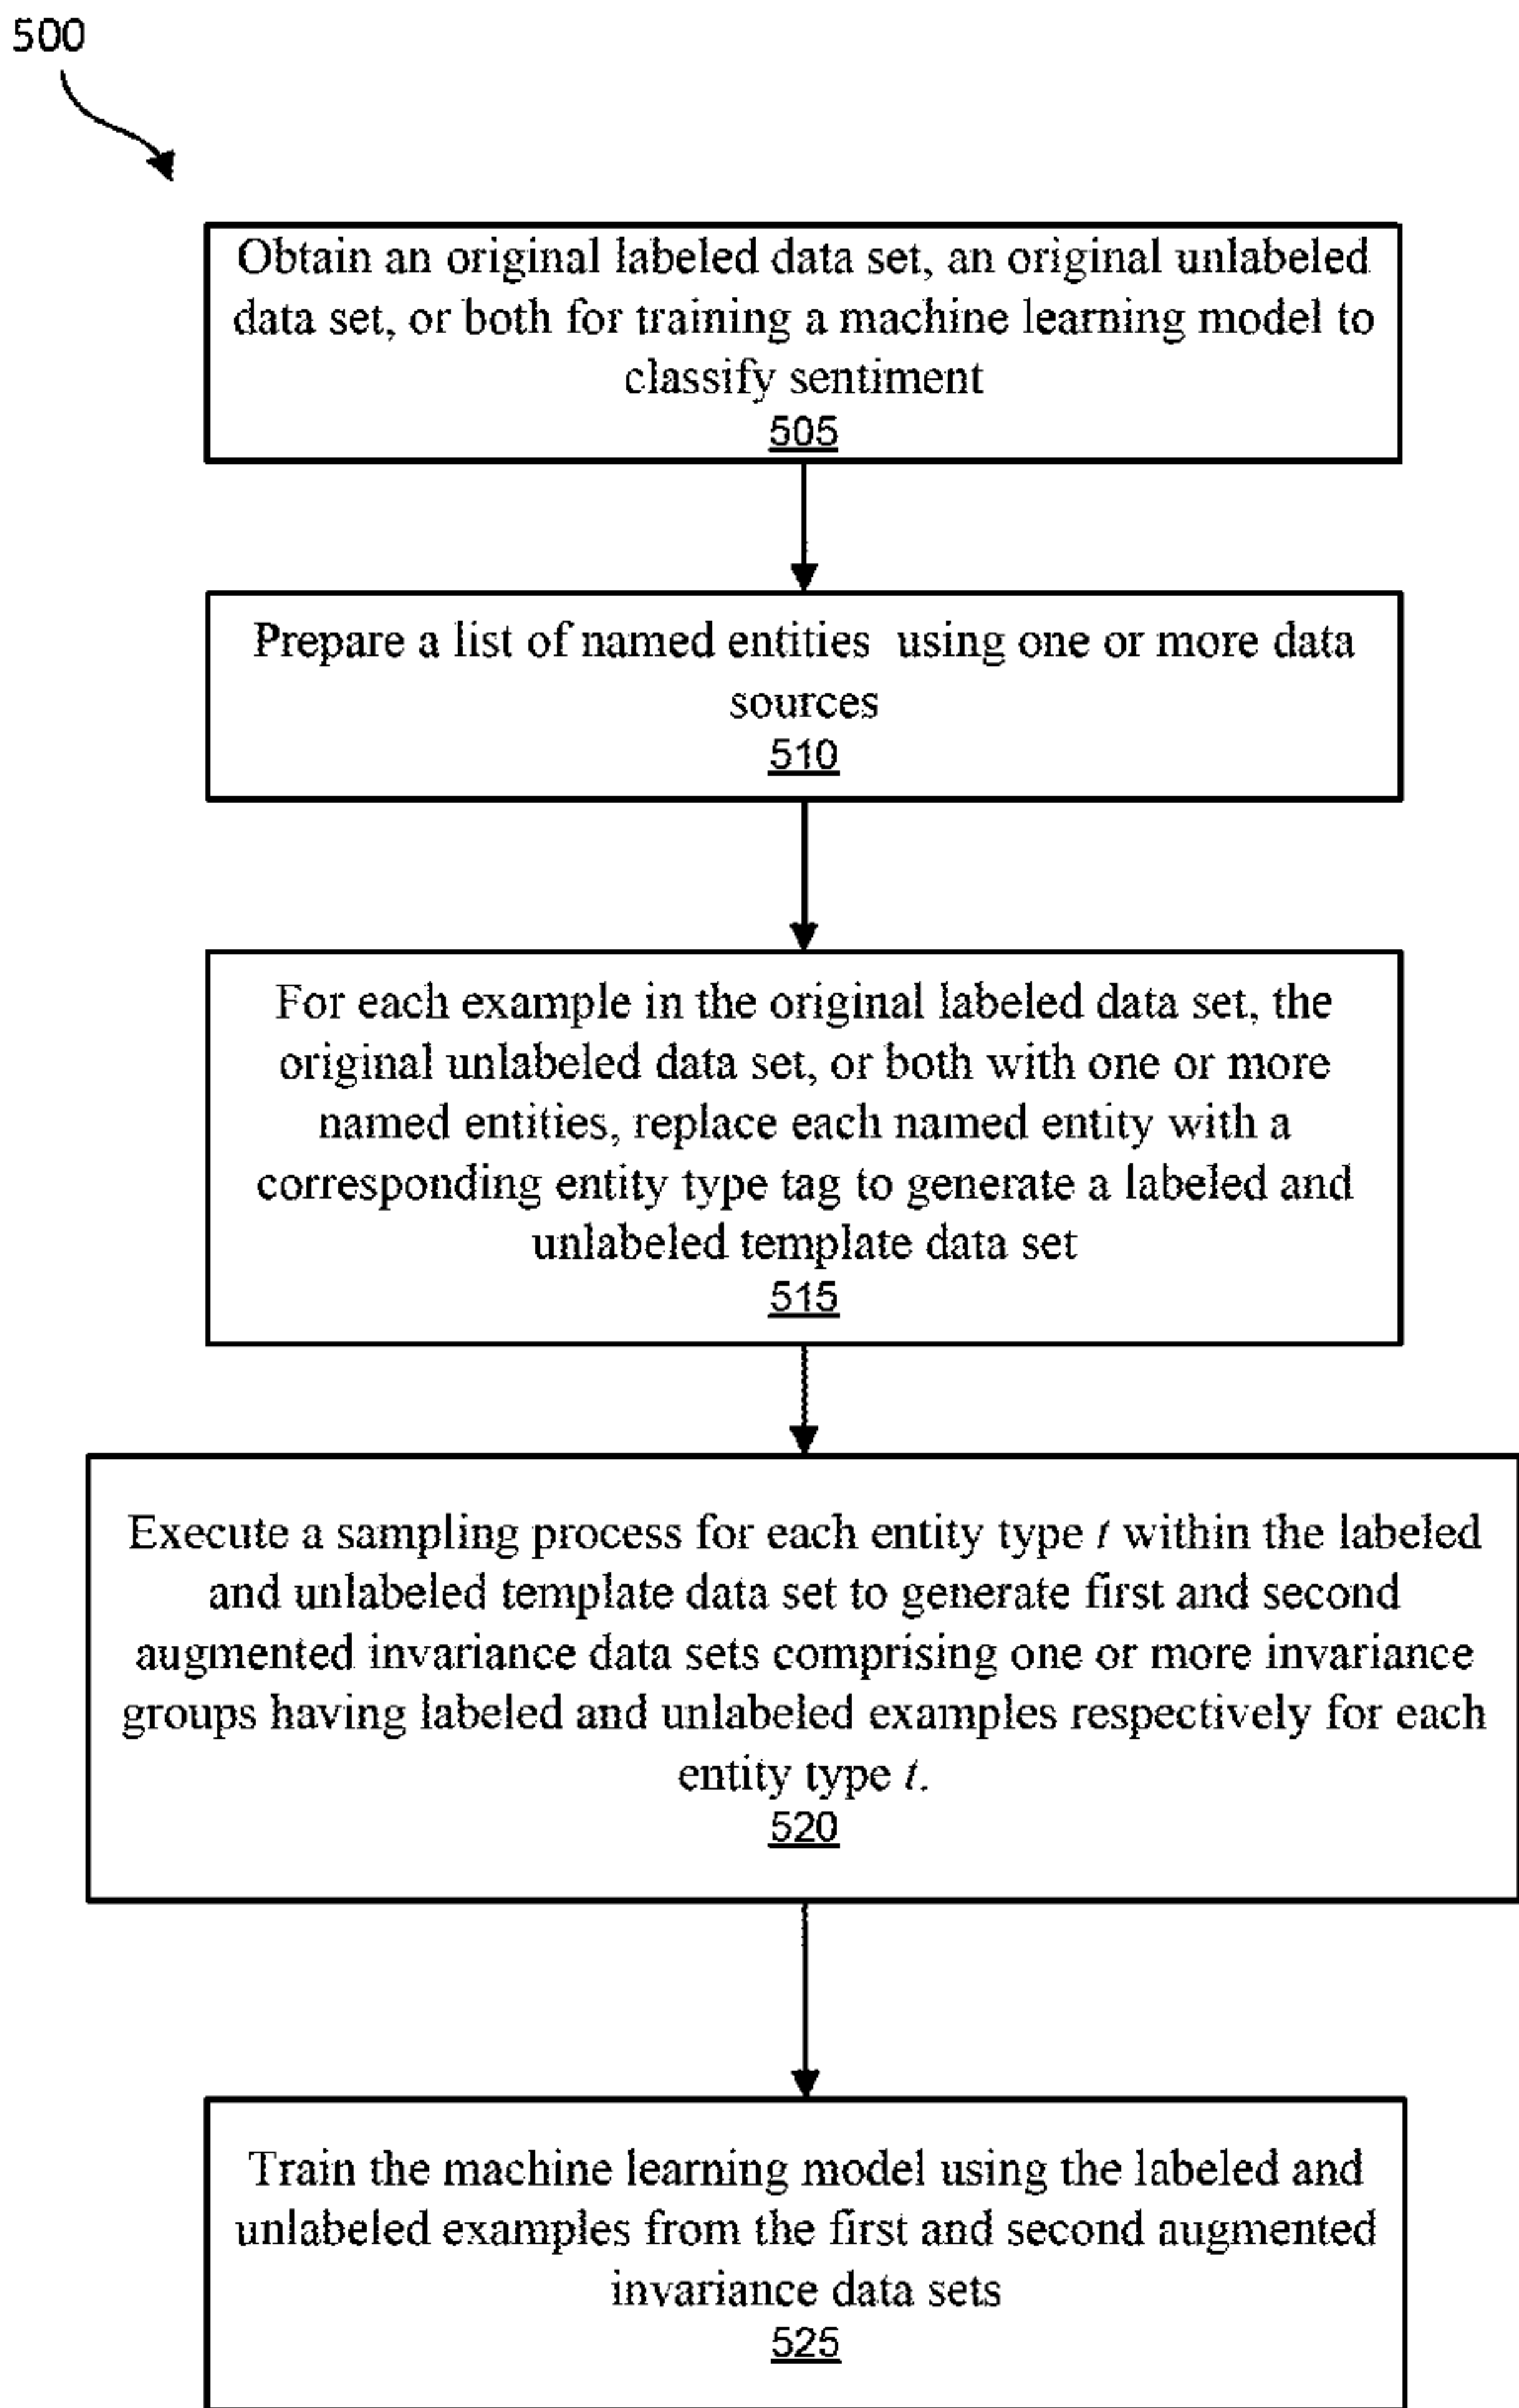 500
Obtain an original labeled data set, an original unlabeled
data set, or both for training a machine learning model to
classify sentiment
505
Prepare a list of named entities using one or more data
sources
510
For each example in the original labeled data set, the
original unlabeled data set, or both with one or more
named entities, replace each named entity with a
corresponding entity type tag to generate a labeled and
unlabeled template data set
515
Execute a sampling process for each entity type t within the labeled
and unlabeled template data set to generate first and second
augmented invariance data sets comprising one or more invariance
groups having labeled and unlabeled examples respectively for each
entity type t.
520
Train the machine learning model using the labeled and
unlabeled examples from the first and second augmented
invariance data sets
525